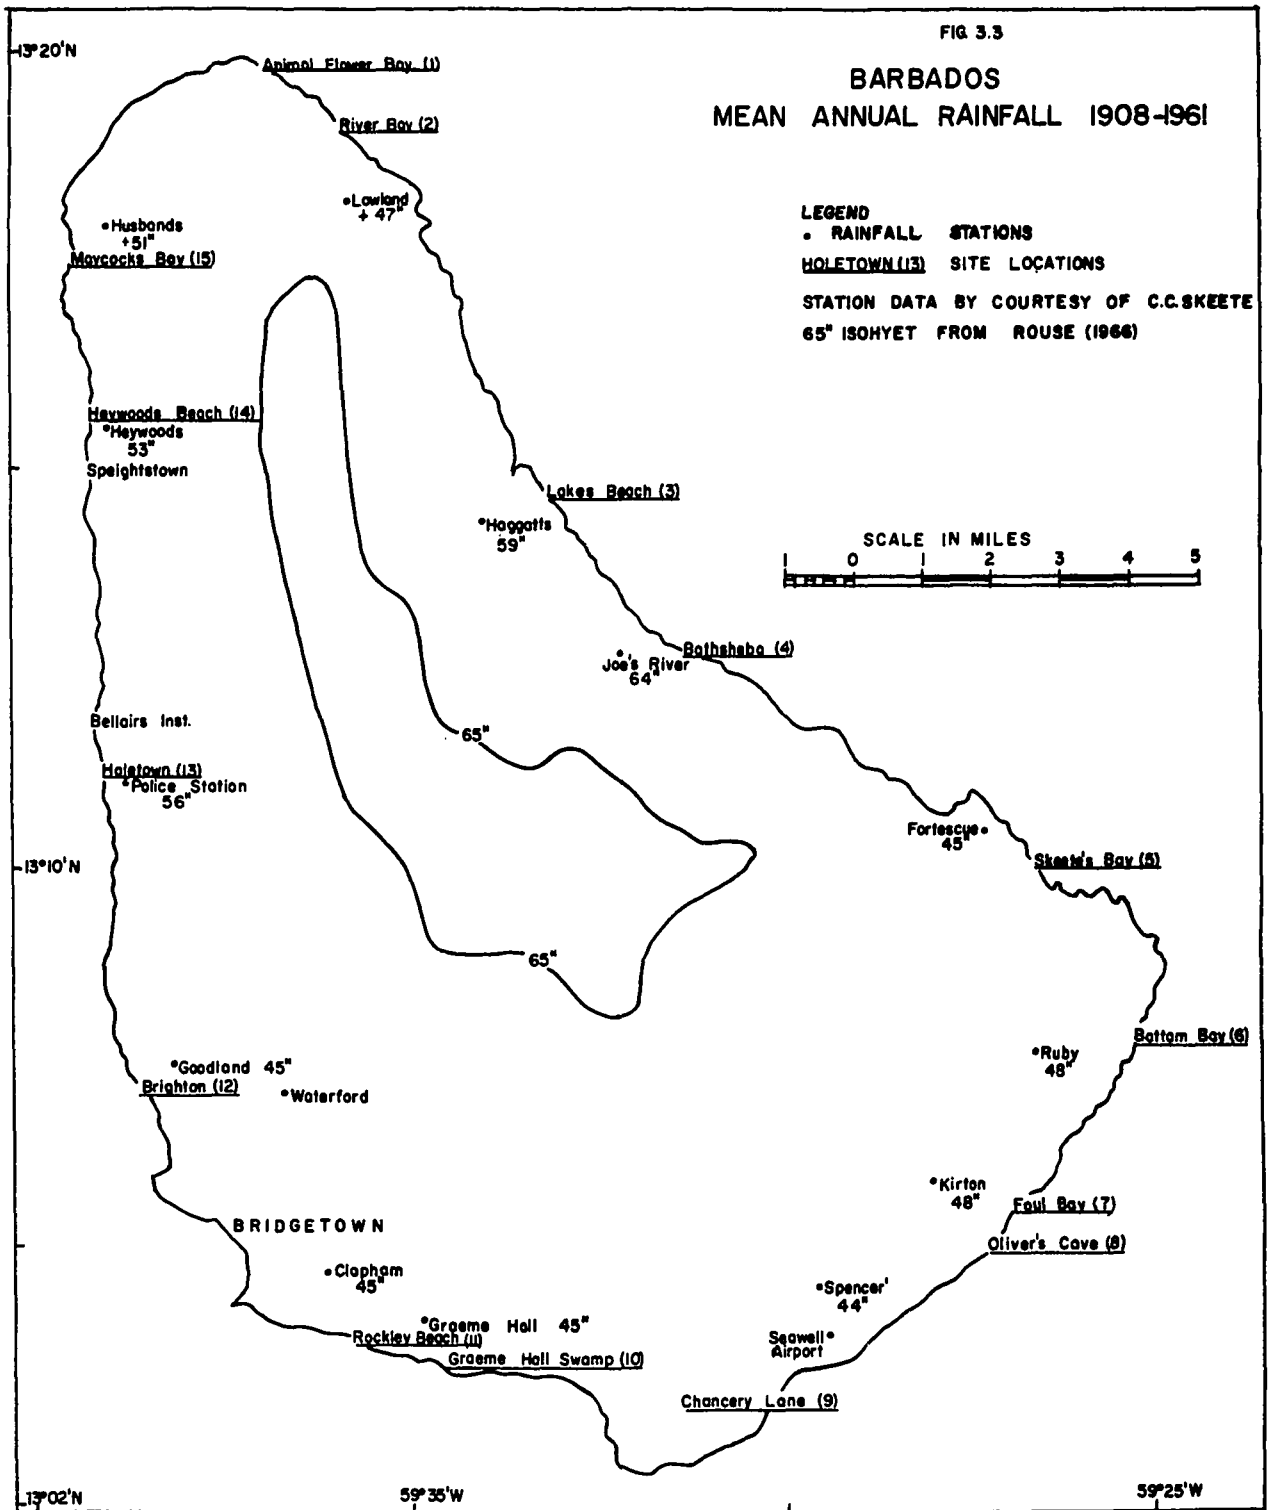 FIG. 3.3
13°20'N
Animal Flower Bay (1)
BARBADOS
MEAN ANNUAL RAINFALL 1908-1961
River Bay (2)
Lowland
+ 47"
LEGEND
• RAINFALL STATIONS
HOLETOWN (13) SITE LOCATIONS
STATION DATA BY COURTESY OF C.C. SKEETE
65" ISOHYET FROM ROUSE (1966)
Husbands
+51"
Maycocks Bay (15)
Heywoods Beach (14)
Heywoods
53"
Speightstown
Lakes Beach (3)
Haggatts
59"
SCALE IN MILES
1 0 1 2 3 4 5
Bathsheba (4)
Joe's River
64"
Bellairs Inst.
65"
Holetown (13)
Police Station
56"
Fortescue
45"
Skeete's Bay (5)
13°10'N
65"
Bottom Bay (6)
Ruby
48"
Goodland 45"
Brighton (12)
Waterford
Kirton
48"
Foul Bay (7)
BRIDGETOWN
Oliver's Cave (8)
Clapham
45"
Spencer'
44"
Graeme Hall 45"
Rockley Beach (11)
Seawell
Airport
Graeme Hall Swamp (10)
Chancery Lane (9)
13°02'N
59°35'W
59°25'W